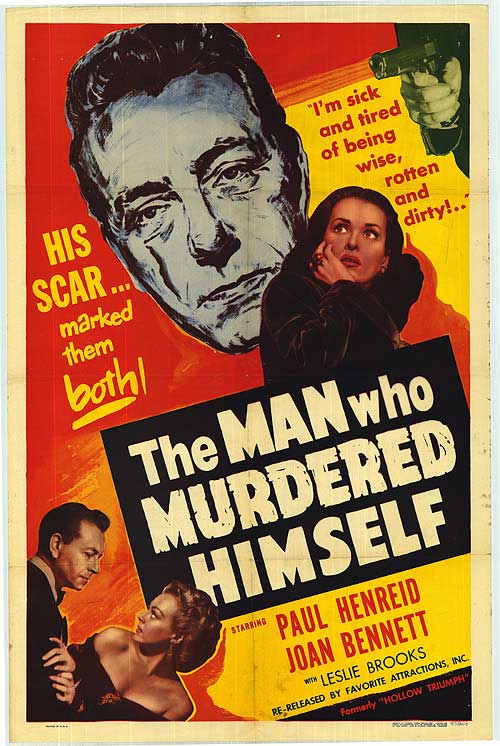 "I'm sick
and tired
of being
wise,
rotten
and
dirty!..."
HIS
SCAR...
marked
them
both!
The MAN who
MURDERED
HIMSELF
STARRING PAUL HENREID
JOAN BENNETT
WITH LESLIE BROOKS
RE-RELEASED BY FAVORITE ATTRACTIONS, INC.
Formerly "HOLLOW TRIUMPH"